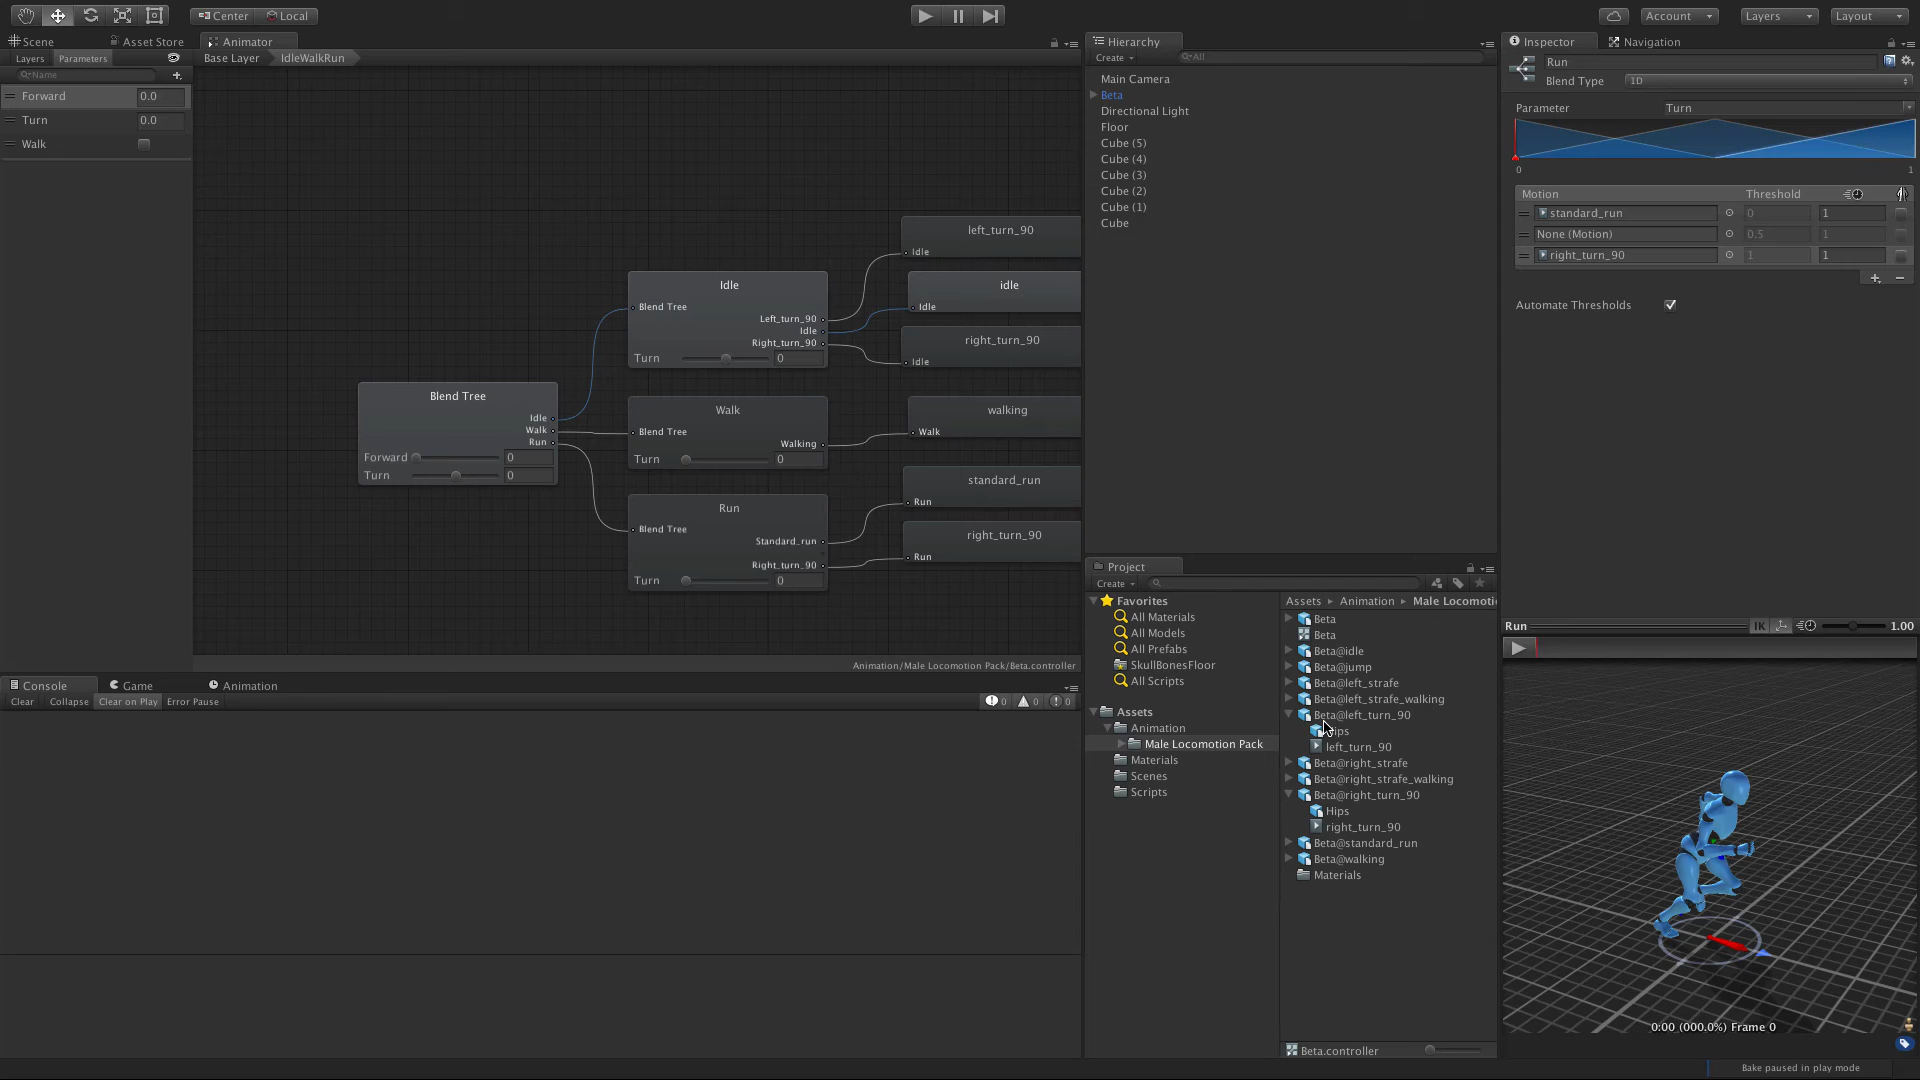 Center
Local
Account
Layers
Layout
Scene
Asset Store
Animator
Layers
Parameters
Base Layer
IdleWalkRun
Name
Forward 0.0
Turn 0.0
Walk
left_turn_90
Idle
Idle
Blend Tree
Left_turn_90
Idle
Right_turn_90
Turn 0
idle
Idle
right_turn_90
Idle
Blend Tree
Idle
Walk
Run
Forward 0
Turn 0
Walk
Blend Tree
Walking
Turn 0
walking
Walk
Run
Blend Tree
Standard_run
Right_turn_90
Turn 0
standard_run
Run
right_turn_90
Run
Animation/Male Locomotion Pack/Beta.controller
Console
Game
Animation
Clear
Collapse
Clear on Play
Error Pause
0
0
0
Hierarchy
Create
All
Main Camera
Beta
Directional Light
Floor
Cube (5)
Cube (4)
Cube (3)
Cube (2)
Cube (1)
Cube
Project
Create
Favorites
All Materials
All Models
All Prefabs
SkullBonesFloor
All Scripts
Assets
Animation
Male Locomotion Pack
Materials
Scenes
Scripts
Assets Animation Male Locomoti
Beta
Beta
Beta@idle
Beta@jump
Beta@left_strafe
Beta@left_strafe_walking
Beta@left_turn_90
ips
left_turn_90
Beta@right_strafe
Beta@right_strafe_walking
Beta@right_turn_90
Hips
right_turn_90
Beta@standard_run
Beta@walking
Materials
Beta.controller
Inspector
Navigation
Run
Blend Type 1D
Parameter Turn
0 1
Motion Threshold
standard_run 0 1
None (Motion) 0.5 1
right_turn_90 1 1
Automate Thresholds
Run IK 1.00
0:00 (000.0%) Frame 0
Bake paused in play mode